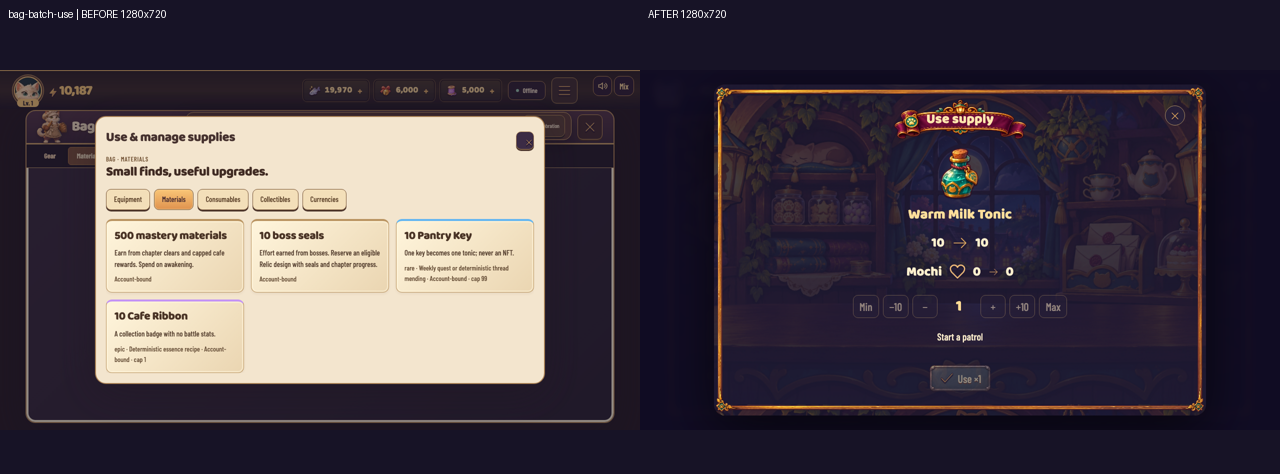 bag-batch-use | BEFORE 1280x720
AFTER 1280x720
Lv. 1
10,187
19,970 +
6,000 +
5,000 +
Offline
Mix
Bag
Gear
Use & manage supplies
BAG · MATERIALS
Small finds, useful upgrades.
Equipment
Materials
Consumables
Collectibles
Currencies
500 mastery materials
Earn from chapter clears and capped cafe
rewards. Spend on awakening.
Account-bound
10 boss seals
Effort earned from bosses. Reserve an eligible
Relic design with seals and chapter progress.
Account-bound
10 Pantry Key
One key becomes one tonic; never an NFT.
rare · Weekly quest or deterministic thread
mending · Account-bound · cap 99
10 Cafe Ribbon
A collection badge with no battle stats.
epic · Deterministic essence recipe · Account-
bound · cap 1
Use supply
Warm Milk Tonic
10 → 10
Mochi 0 → 0
Min
−10
−
1
+
+10
Max
Start a patrol
Use ×1